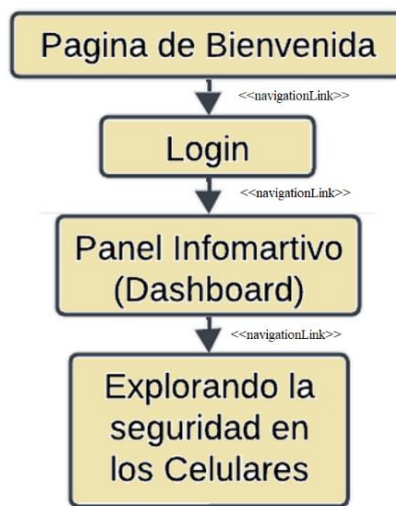 Pagina de Bienvenida
<<navigationLink>>
Login
<<navigationLink>>
Panel Infomartivo
(Dashboard)
<<navigationLink>>
Explorando la
seguridad en
los Celulares